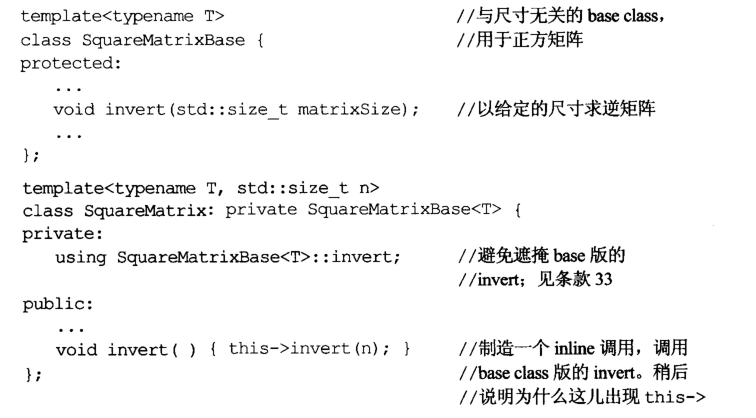 template<typename T> //与尺寸无关的 base class，
class SquareMatrixBase { //用于正方矩阵
protected:
...
void invert(std::size_t matrixSize); //以给定的尺寸求逆矩阵
...
};
template<typename T, std::size_t n>
class SquareMatrix: private SquareMatrixBase<T> {
private:
using SquareMatrixBase<T>::invert; //避免遮掩 base 版的
//invert；见条款 33
public:
...
void invert( ) { this->invert(n); } //制造一个 inline 调用，调用
}; //base class 版的 invert。稍后
//说明为什么这儿出现 this->